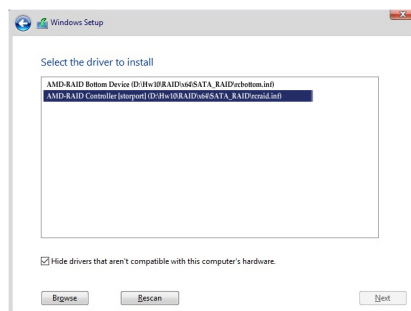 Windows Setup
Select the driver to install
AMD-RAID Bottom Device (D:\Hw10\RAID\x64\SATA_RAID\rcbottom.inf)
AMD-RAID Controller [storport] (D:\Hw10\RAID\x64\SATA_RAID\rcraid.inf)
Hide drivers that aren't compatible with this computer's hardware.
Browse Rescan Next